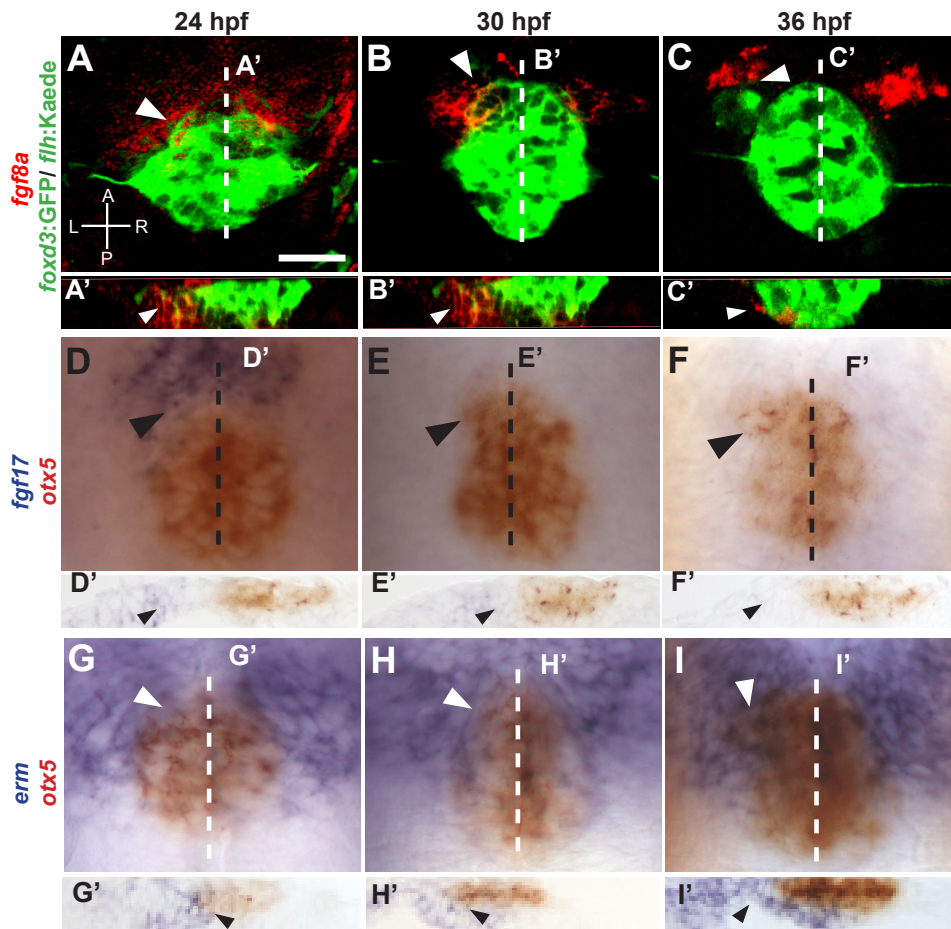 24 hpf
30 hpf
36 hpf
fgf8a
foxd3:GFP/ flh:Kaede
A
A’
B
B’
C
C’
A
L
R
P
A’
B’
C’
fgf17
otx5
D
D’
E
E’
F
F’
D’
E’
F’
erm
otx5
G
G’
H
H’
I
I’
G’
H’
I’